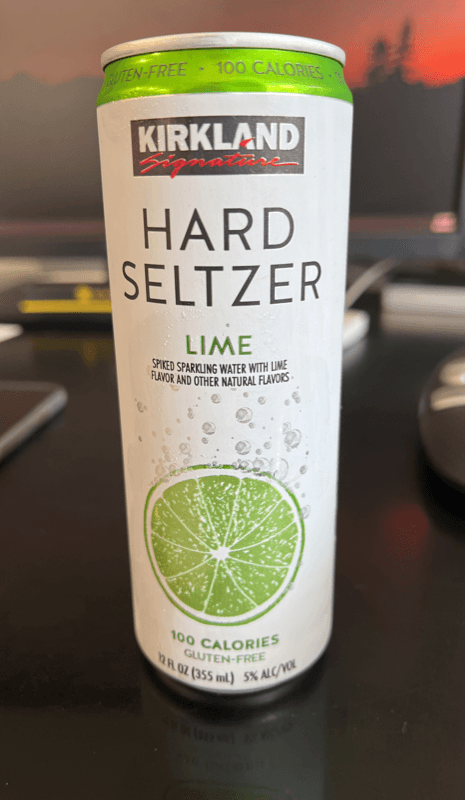 GLUTEN-FREE · 100 CALORIES ·
KIRKLAND
Signature
HARD
SELTZER
LIME
SPIKED SPARKLING WATER WITH LIME
FLAVOR AND OTHER NATURAL FLAVORS
100 CALORIES
GLUTEN-FREE
12 FL OZ (355 mL) 5% ALC/VOL